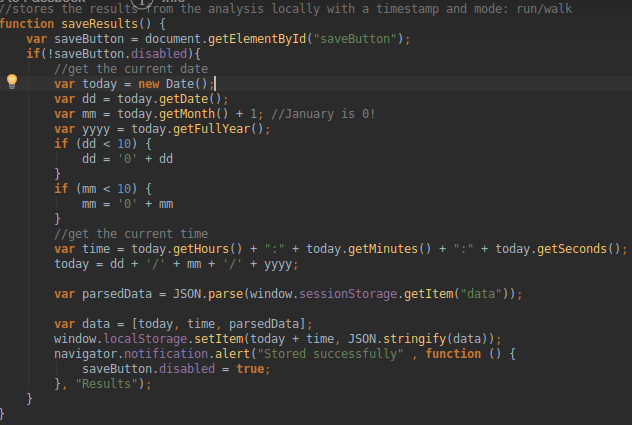 //stores the results from the analysis locally with a timestamp and mode: run/walk
function saveResults() {
    var saveButton = document.getElementById("saveButton");
    if(!saveButton.disabled){
        //get the current date
        var today = new Date();
        var dd = today.getDate();
        var mm = today.getMonth() + 1; //January is 0!
        var yyyy = today.getFullYear();
        if (dd < 10) {
            dd = '0' + dd
        }
        if (mm < 10) {
            mm = '0' + mm
        }
        //get the current time
        var time = today.getHours() + ":" + today.getMinutes() + ":" + today.getSeconds();
        today = dd + '/' + mm + '/' + yyyy;

        var parsedData = JSON.parse(window.sessionStorage.getItem("data"));

        var data = [today, time, parsedData];
        window.localStorage.setItem(today + time, JSON.stringify(data));
        navigator.notification.alert("Stored successfully" , function () {
            saveButton.disabled = true;
        }, "Results");
    }
}